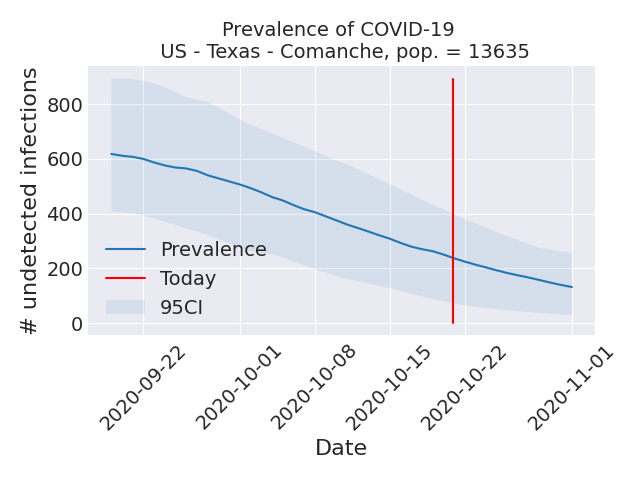 Prevalence of COVID-19
US - Texas - Comanche, pop. = 13635
# undetected infections
800
600
400
200
0
Prevalence
Today
95CI
2020-09-22
2020-10-01
2020-10-08
2020-10-15
2020-10-22
2020-11-01
Date